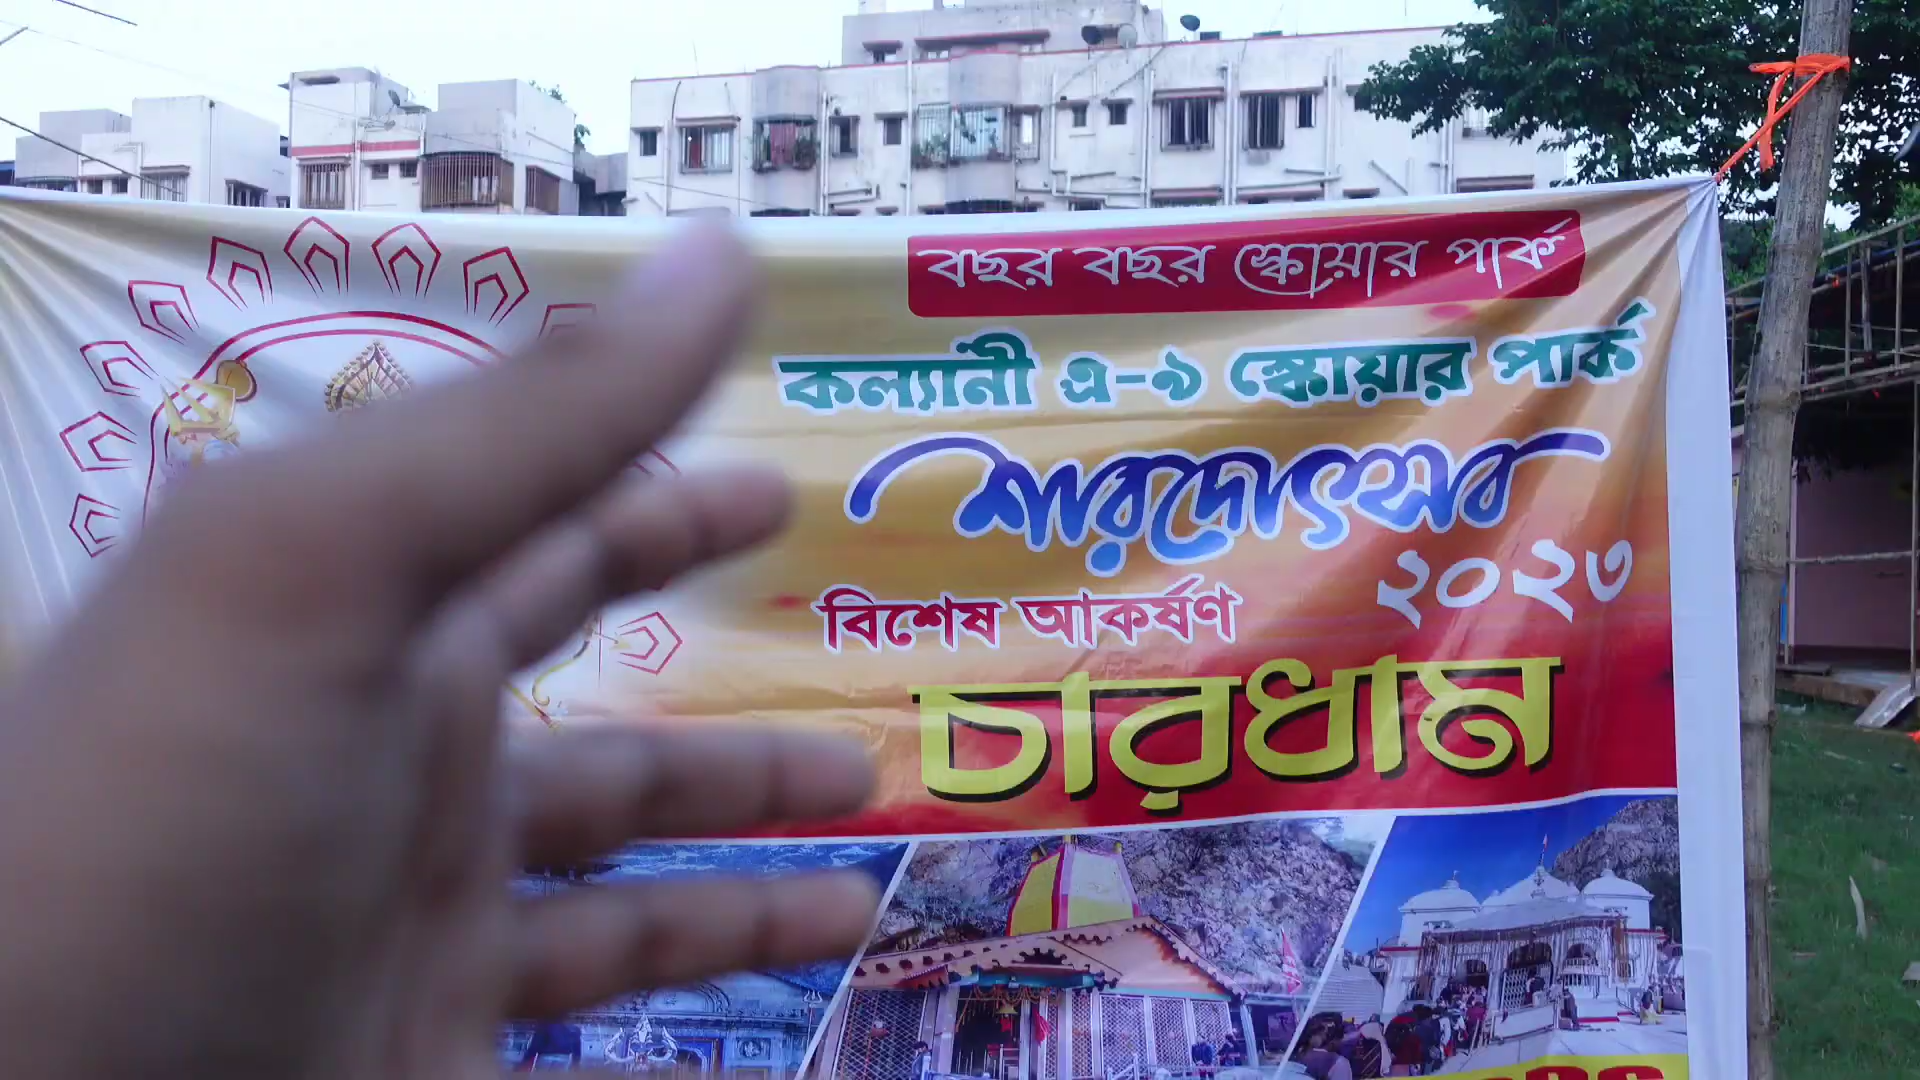 বছর বছর স্কোয়ার পার্ক
কল্যানী এ-৯ স্কোয়ার পার্ক
শারদোৎসব
২০২৩
বিশেষ আকর্ষণ
চারধাম